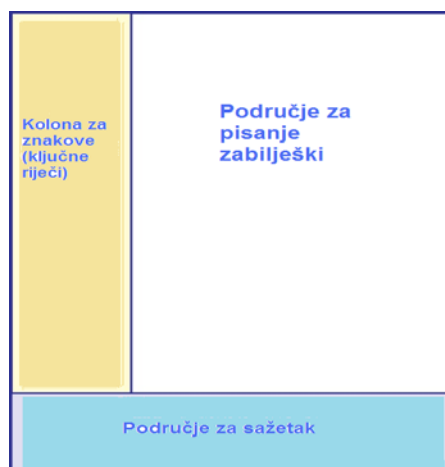 Kolona za
znakove
(ključne
riječi)
Područje za
pisanje
zabilješki
Područje za sažetak